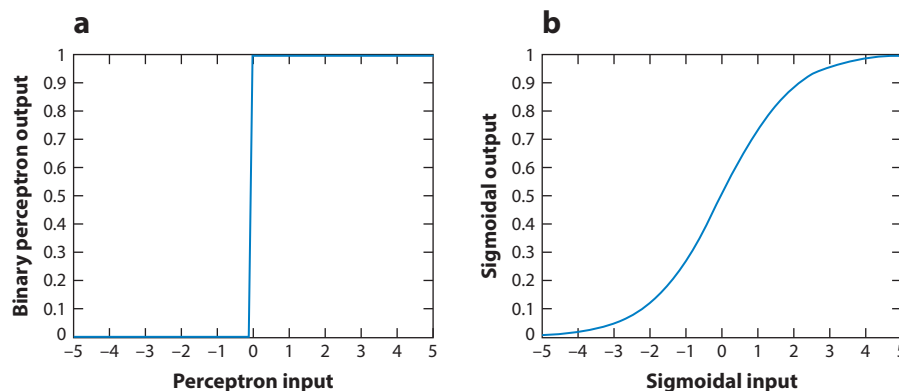 a
Binary perceptron output
1
0.9
0.8
0.7
0.6
0.5
0.4
0.3
0.2
0.1
0
−5 −4 −3 −2 −1 0 1 2 3 4 5
Perceptron input
b
Sigmoidal output
1
0.9
0.8
0.7
0.6
0.5
0.4
0.3
0.2
0.1
0
−5 −4 −3 −2 −1 0 1 2 3 4 5
Sigmoidal input